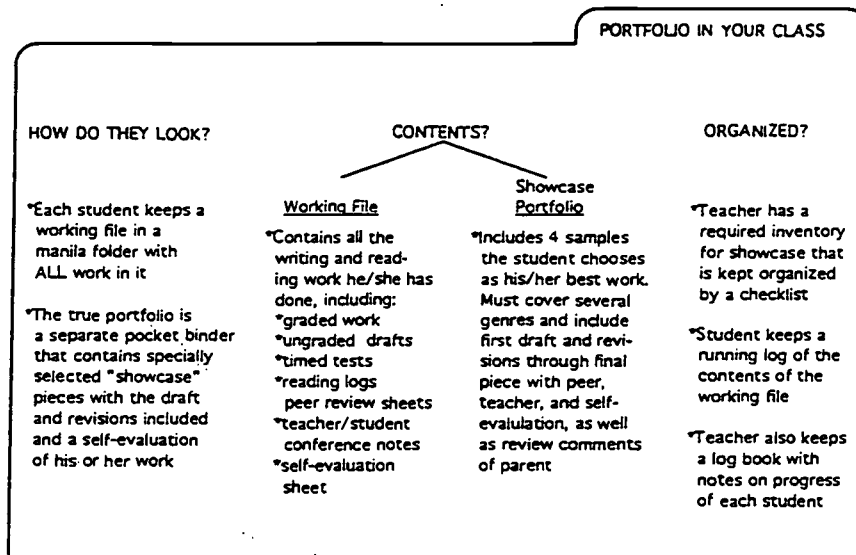 PORTFOLIO IN YOUR CLASS
HOW DO THEY LOOK?
*Each student keeps a
working file in a
manila folder with
ALL work in it
*The true portfolio is
a separate pocket binder
that contains specially
selected "showcase"
pieces with the draft
and revisions included
and a self-evaluation
of his or her work
CONTENTS?
Working File
*Contains all the
writing and read-
ing work he/she has
done, including:
*graded work
*ungraded drafts
*timed tests
*reading logs
peer review sheets
*teacher/student
conference notes
*self-evaluation
sheet
Showcase
Portfolio
*Includes 4 samples
the student chooses
as his/her best work.
Must cover several
genres and include
first draft and revi-
sions through final
piece with peer,
teacher, and self-
evalulation, as well
as review comments
of parent
ORGANIZED?
*Teacher has a
required inventory
for showcase that
is kept organized
by a checklist
*Student keeps a
running log of the
contents of the
working file
*Teacher also keeps
a log book with
notes on progress
of each student